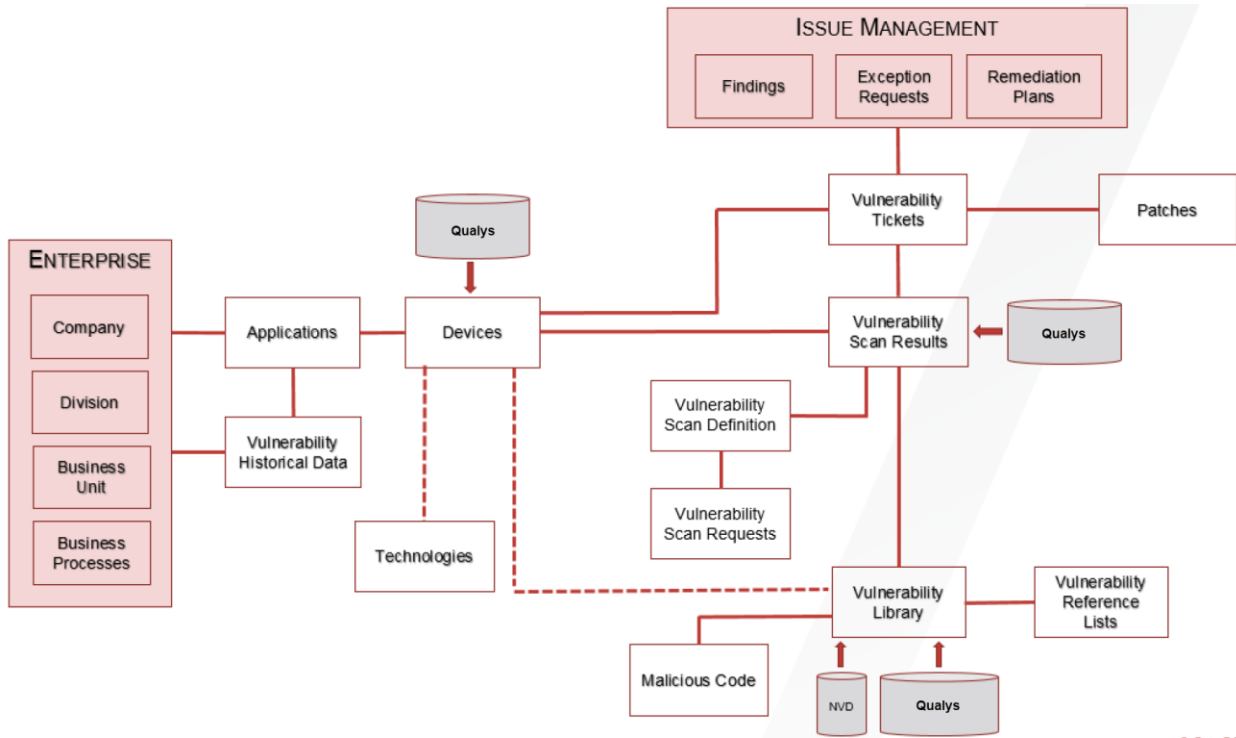 ISSUE MANAGEMENT
Findings
Exception
Requests
Remediation
Plans
Vulnerability
Tickets
Patches
Qualys
ENTERPRISE
Company
Division
Business
Unit
Business
Processes
Applications
Devices
Vulnerability
Scan Results
Qualys
Vulnerability
Historical Data
Vulnerability
Scan Definition
Vulnerability
Scan Requests
Technologies
Vulnerability
Library
Vulnerability
Reference
Lists
Malicious Code
NVD
Qualys